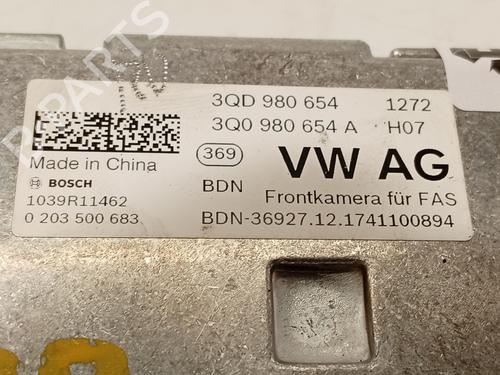 3QD 980 654 1272
3Q0 980 654 A H07
Made in China
369
VW AG
BOSCH
BDN
Frontkamera für FAS
1039R11462
0 203 500 683
BDN-36927.12.1741100894